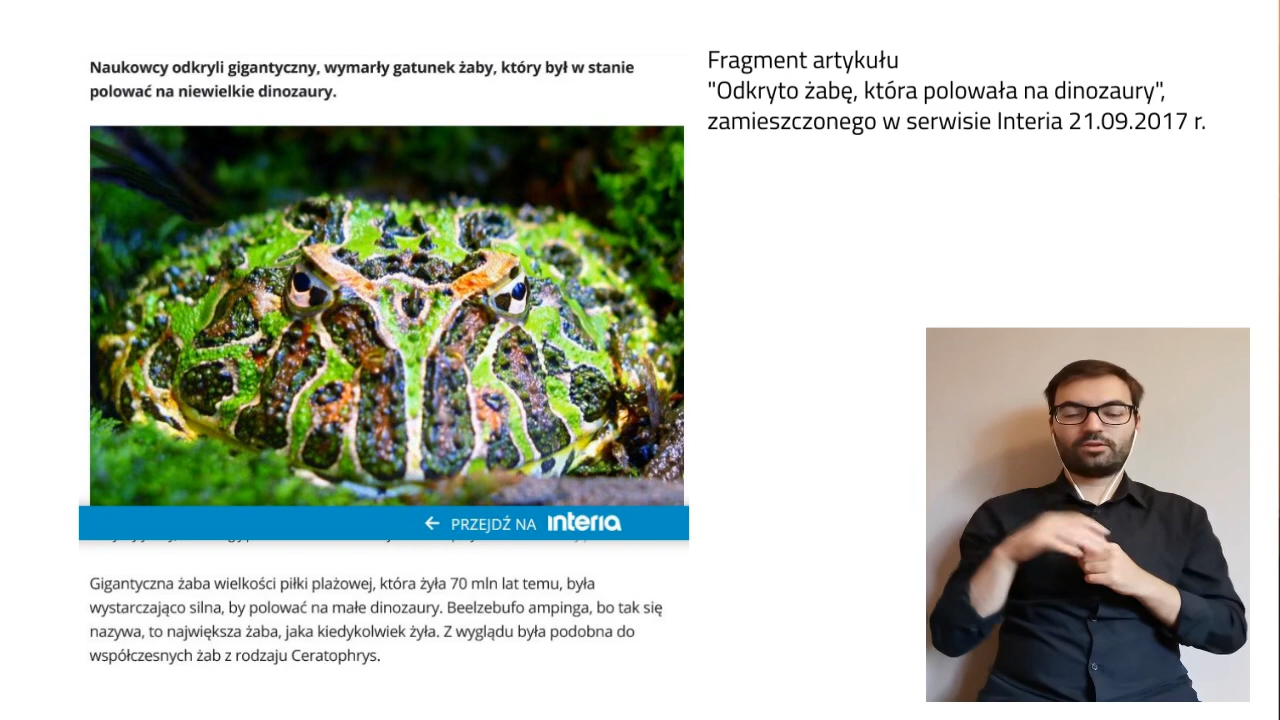 Naukowcy odkryli gigantyczny, wymarły gatunek żaby, który był w stanie
polować na niewielkie dinozaury.
← PRZEJDŹ NA interia
Gigantyczna żaba wielkości piłki plażowej, która żyła 70 mln lat temu, była
wystarczająco silna, by polować na małe dinozaury. Beelzebufo ampinga, bo tak się
nazywa, to największa żaba, jaka kiedykolwiek żyła. Z wyglądu była podobna do
współczesnych żab z rodzaju Ceratophrys.
Fragment artykułu
"Odkryto żabę, która polowała na dinozaury",
zamieszczonego w serwisie Interia 21.09.2017 r.